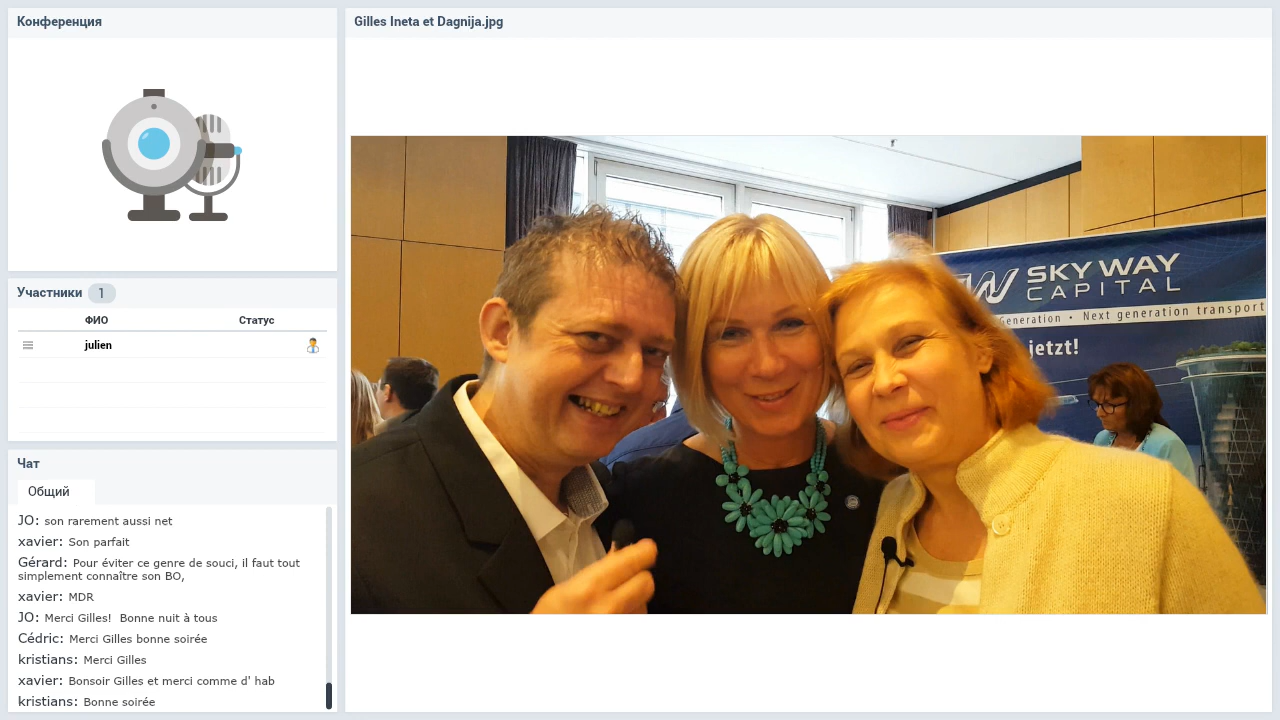 Конференция
Участники 1
ФИО Статус
julien
Чат
Общий
JO: son rarement aussi net
xavier: Son parfait
Gérard: Pour éviter ce genre de souci, il faut tout
simplement connaître son BO,
xavier: MDR
JO: Merci Gilles!  Bonne nuit à tous
Cédric: Merci Gilles bonne soirée
kristians: Merci Gilles
xavier: Bonsoir Gilles et merci comme d' hab
kristians: Bonne soirée
Gilles Ineta et Dagnija.jpg
SKY WAY
CAPITAL
Generation • Next generation transport
jetzt!